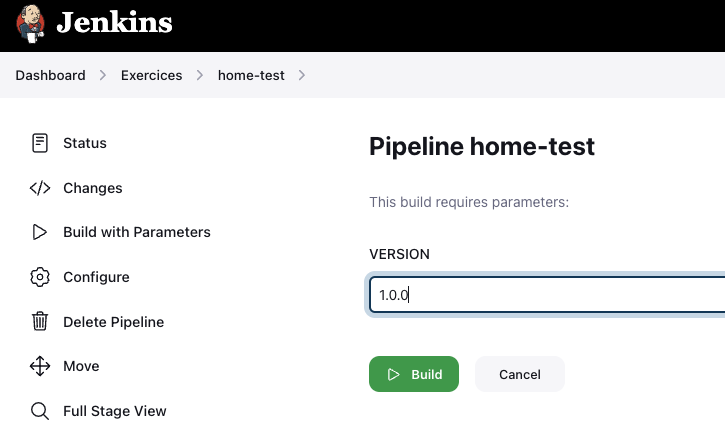 Jenkins
Dashboard
Exercices
home-test
Status
Changes
Build with Parameters
Configure
Delete Pipeline
Move
Full Stage View
Pipeline home-test
This build requires parameters:
VERSION
1.0.0
Build
Cancel